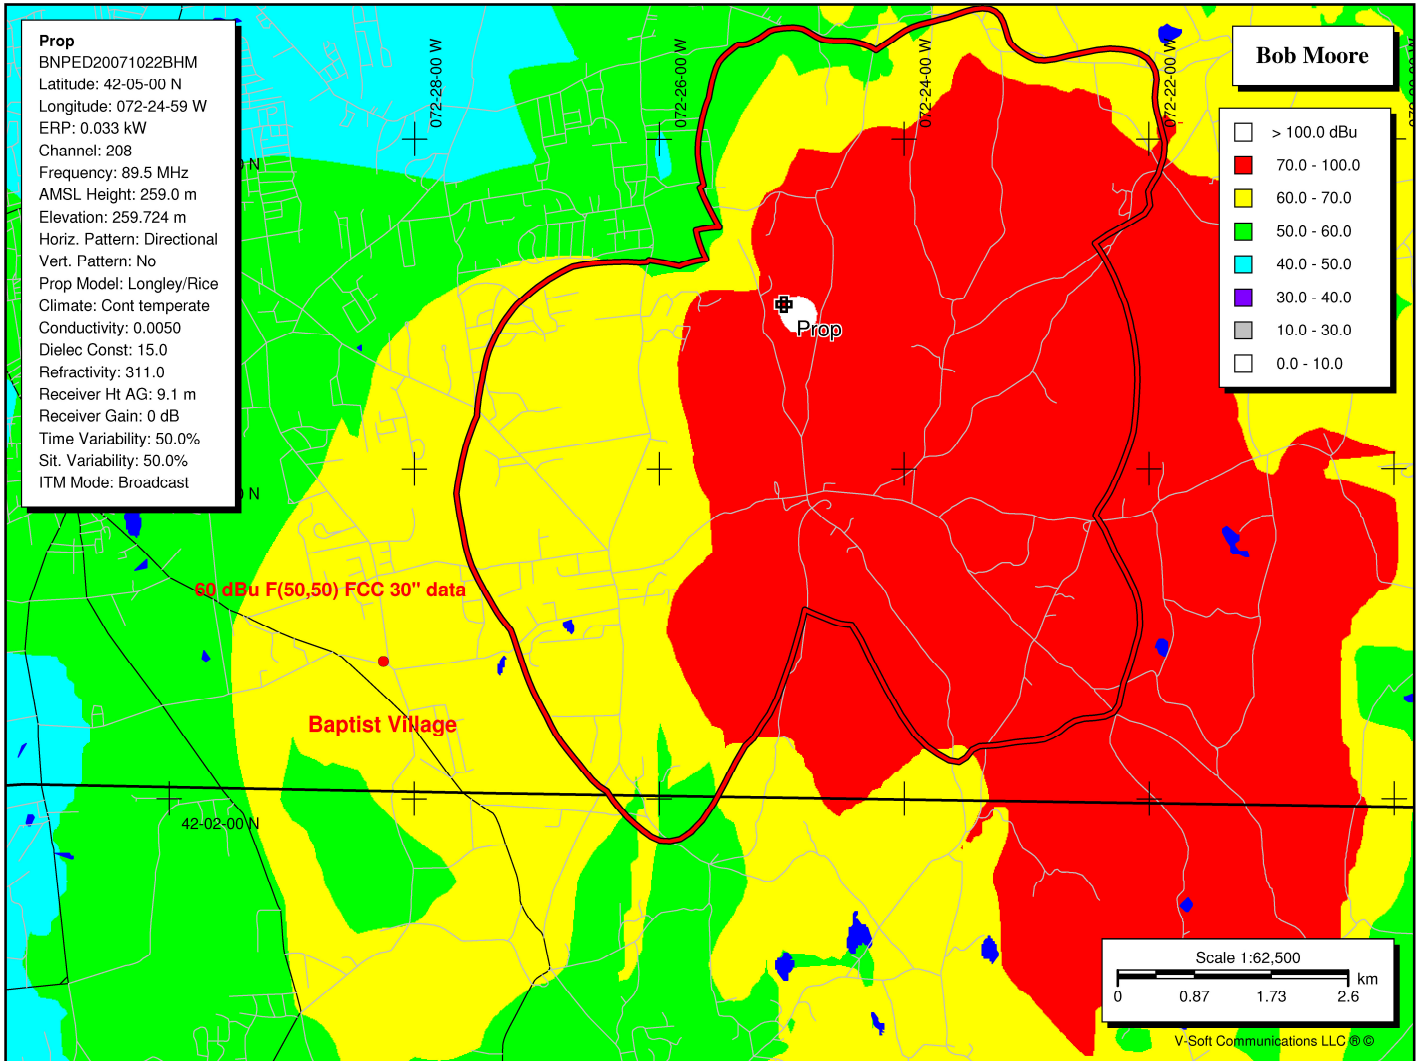 Prop
BNPED20071022BHM
Latitude: 42-05-00 N
Longitude: 072-24-59 W
ERP: 0.033 kW
Channel: 208
Frequency: 89.5 MHz
AMSL Height: 259.0 m
Elevation: 259.724 m
Horiz. Pattern: Directional
Vert. Pattern: No
Prop Model: Longley/Rice
Climate: Cont temperate
Conductivity: 0.0050
Dielec Const: 15.0
Refractivity: 311.0
Receiver Ht AG: 9.1 m
Receiver Gain: 0 dB
Time Variability: 50.0%
Sit. Variability: 50.0%
ITM Mode: Broadcast
072-28-00 W
072-26-00 W
072-24-00 W
072-22-00 W
Bob Moore
> 100.0 dBu
70.0 - 100.0
60.0 - 70.0
50.0 - 60.0
40.0 - 50.0
30.0 - 40.0
10.0 - 30.0
0.0 - 10.0
N
Prop
N
60 dBu F(50,50) FCC 30" data
Baptist Village
42-02-00 N
Scale 1:62,500
km
0 0.87 1.73 2.6
V-Soft Communications LLC ® ©